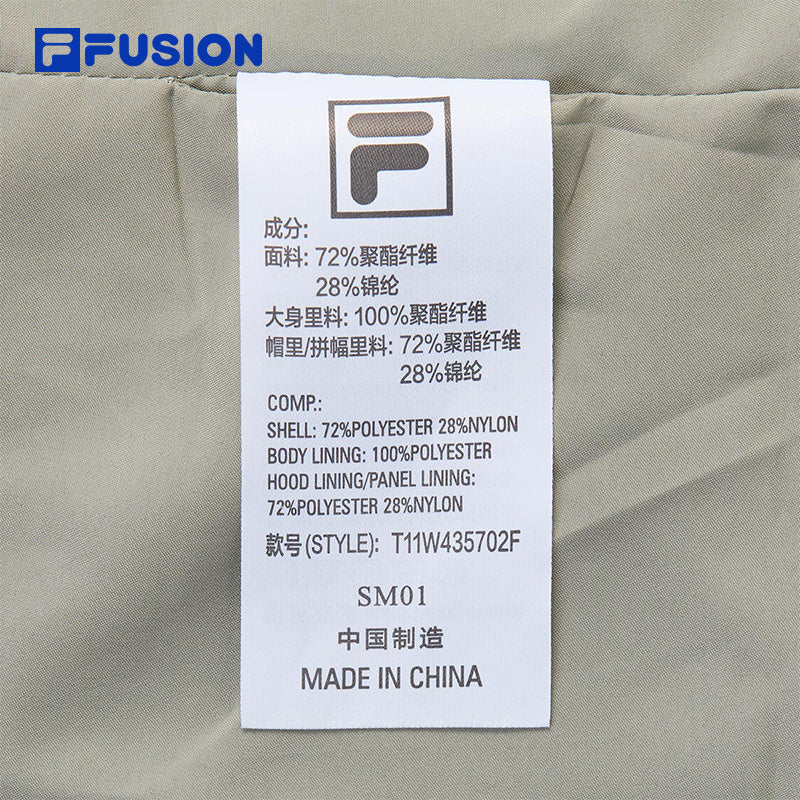 FUSION
成分:
面料: 72%聚酯纤维
28%锦纶
大身里料: 100%聚酯纤维
帽里/拼幅里料: 72%聚酯纤维
28%锦纶
COMP.:
SHELL: 72%POLYESTER 28%NYLON
BODY LINING: 100%POLYESTER
HOOD LINING/PANEL LINING:
72%POLYESTER 28%NYLON
款号(STYLE): T11W435702F
SM01
中国制造
MADE IN CHINA